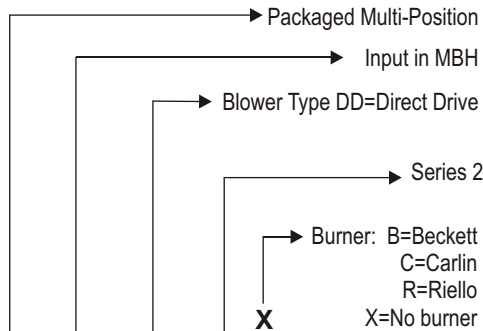 Packaged Multi-Position
Input in MBH
Blower Type DD=Direct Drive
Series 2
Burner: B=Beckett
C=Carlin
R=Riello
X X=No burner